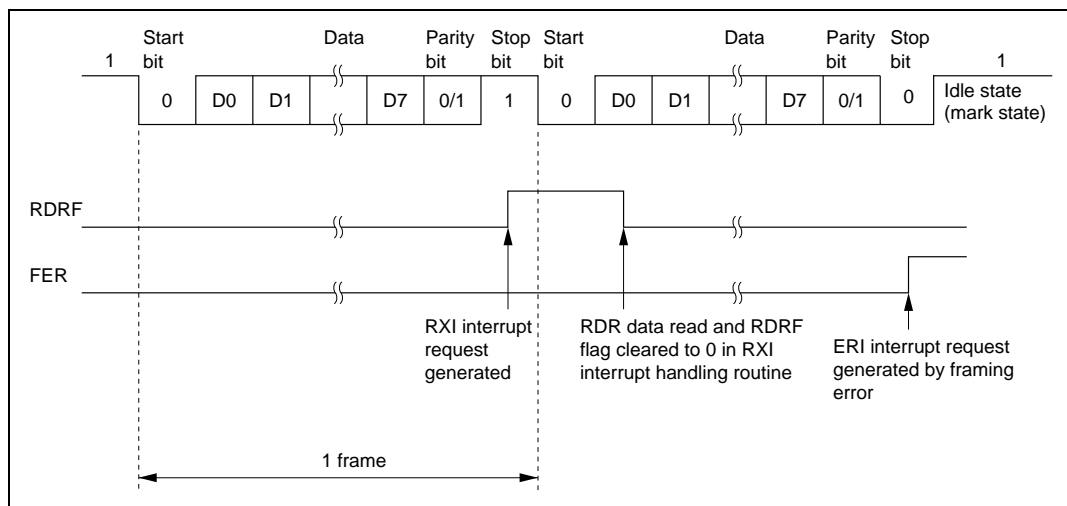 Start bit
Data
Parity bit
Stop bit
Start bit
Data
Parity bit
Stop bit
1
1
0
D0
D1
D7
0/1
1
0
D0
D1
D7
0/1
0
Idle state
(mark state)
RDRF
FER
RXI interrupt
request
generated
RDR data read and RDRF
flag cleared to 0 in RXI
interrupt handling routine
ERI interrupt request
generated by framing
error
1 frame